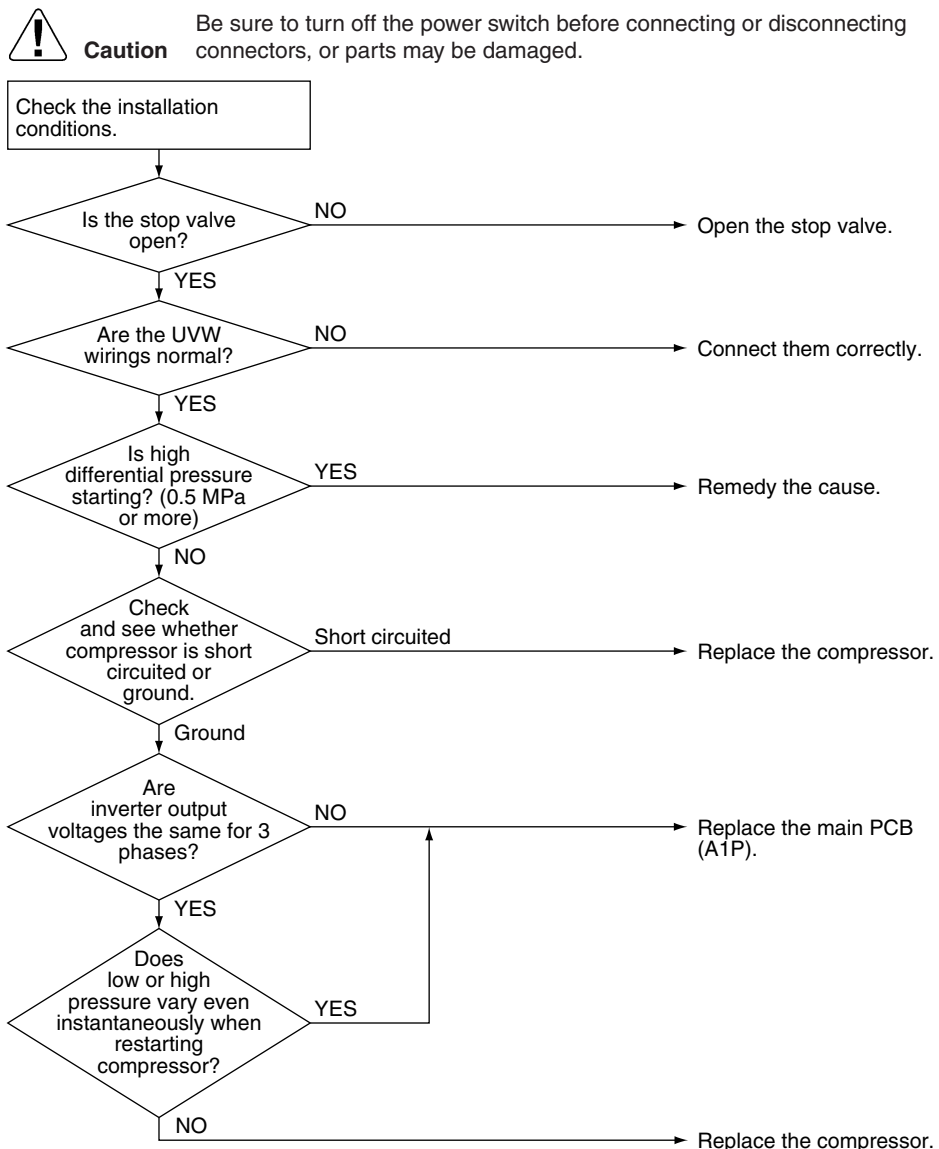 Be sure to turn off the power switch before connecting or disconnecting
Caution connectors, or parts may be damaged.
Check the installation
conditions.
Is the stop valve
open?
NO
Open the stop valve.
YES
Are the UVW
wirings normal?
NO
Connect them correctly.
YES
Is high
differential pressure
starting? (0.5 MPa
or more)
YES
Remedy the cause.
NO
Check
and see whether
compressor is short
circuited or
ground.
Short circuited
Replace the compressor.
Ground
Are
inverter output
voltages the same for 3
phases?
NO
Replace the main PCB
(A1P).
YES
Does
low or high
pressure vary even
instantaneously when
restarting
compressor?
YES
NO
Replace the compressor.